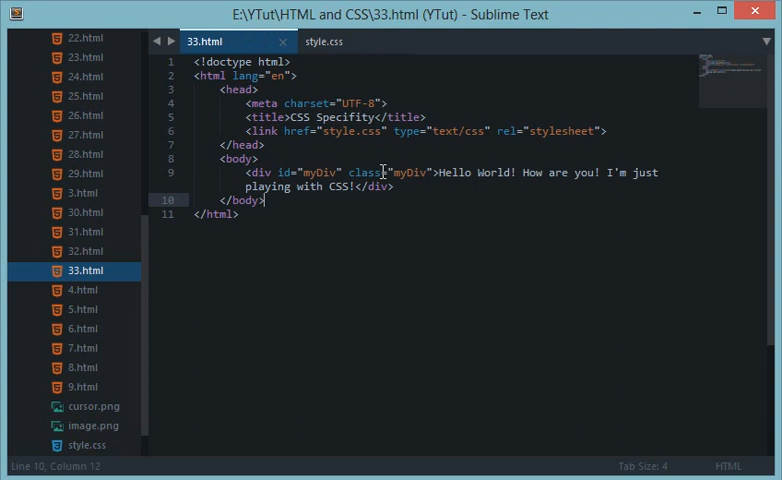 E:\YTut\HTML and CSS\33.html (YTut) - Sublime Text
22.html
23.html
24.html
25.html
26.html
27.html
28.html
29.html
3.html
30.html
31.html
32.html
33.html
4.html
5.html
6.html
7.html
8.html
9.html
cursor.png
image.png
style.css
33.html
style.css
1 <!doctype html>
2 <html lang="en">
3 <head>
4 <meta charset="UTF-8">
5 <title>CSS Specifity</title>
6 <link href="style.css" type="text/css" rel="stylesheet">
7 </head>
8 <body>
9 <div id="myDiv" class="myDiv">Hello World! How are you! I'm just
playing with CSS!</div>
10 </body>
11 </html>
Line 10, Column 12
Tab Size: 4
HTML